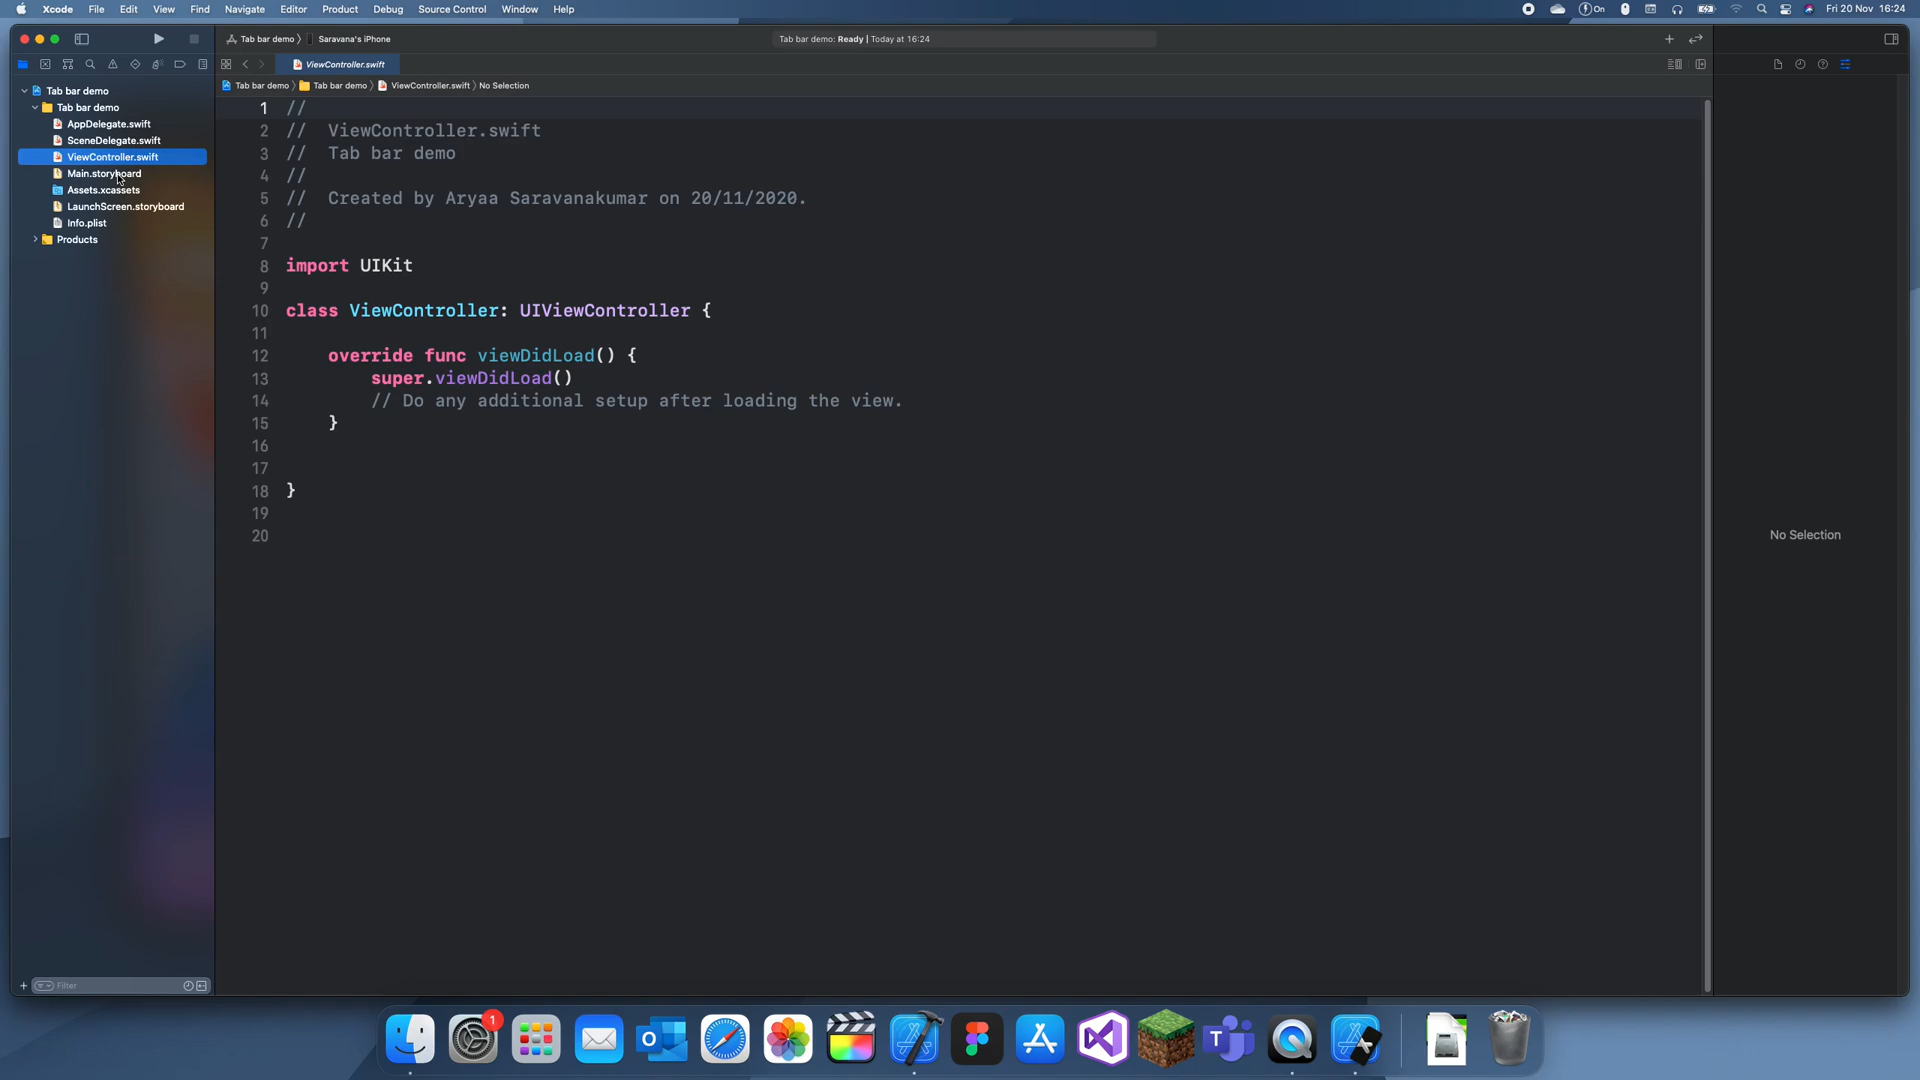 Xcode File Edit View Find Navigate Editor Product Debug Source Control Window Help On Fri 20 Nov 16:24
Tab bar demo Saravana's iPhone Tab bar demo: Ready | Today at 16:24
ViewController.swift
Tab bar demo Tab bar demo ViewController.swift No Selection
Tab bar demo
Tab bar demo
AppDelegate.swift
SceneDelegate.swift
ViewController.swift
Main.storyboard
Assets.xcassets
LaunchScreen.storyboard
Info.plist
Products
1 //
2 // ViewController.swift
3 // Tab bar demo
4 //
5 // Created by Aryaa Saravanakumar on 20/11/2020.
6 //
7
8 import UIKit
9
10 class ViewController: UIViewController {
11
12 override func viewDidLoad() {
13 super.viewDidLoad()
14 // Do any additional setup after loading the view.
15 }
16
17
18 }
19
20
No Selection
Filter
1